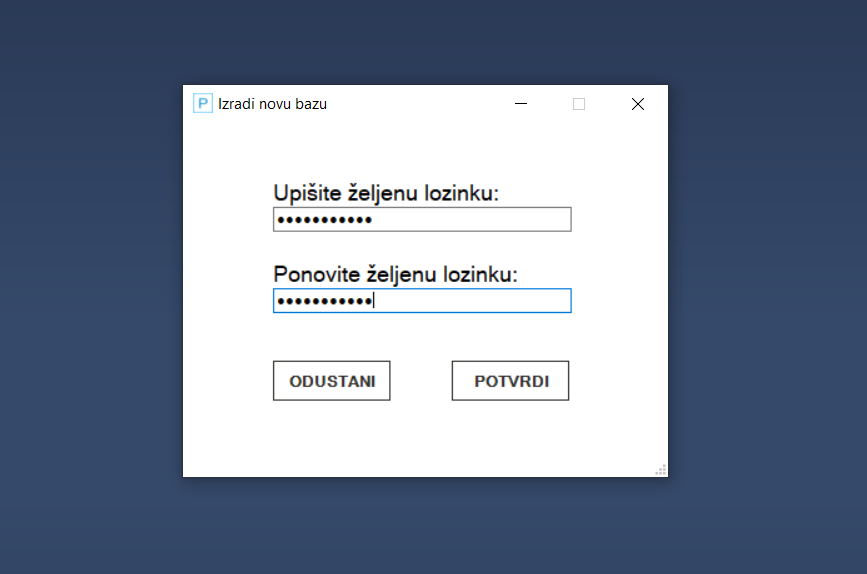 P Izradi novu bazu
Upišite željenu lozinku:
•••••••••••
Ponovite željenu lozinku:
•••••••••••
ODUSTANI POTVRDI